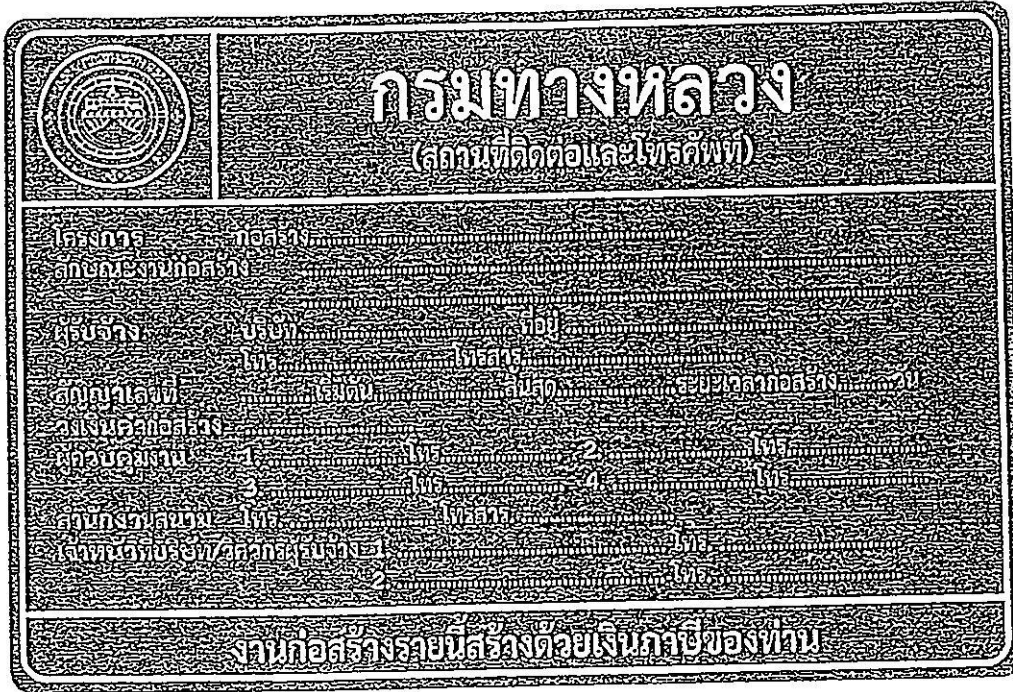 กรมทางหลวง
(สถานที่ติดต่อและโทรศัพท์)
โครงการ ก่อสร้าง
ลักษณะงานก่อสร้าง
ผู้รับจ้าง บริษัท ที่อยู่
โทร. โทรสาร
สัญญาเลขที่ เริ่มต้น สิ้นสุด ระยะเวลาก่อสร้าง วัน
วงเงินค่าก่อสร้าง
ผู้ควบคุมงาน 1. โทร. 2. โทร.
3. โทร. 4. โทร.
สำนักงานสนาม โทร. โทรสาร
เจ้าหน้าที่บริษัท/วิศวกรผู้รับจ้าง 1. โทร.
2. โทร.
งานก่อสร้างรายนี้สร้างด้วยเงินภาษีของท่าน